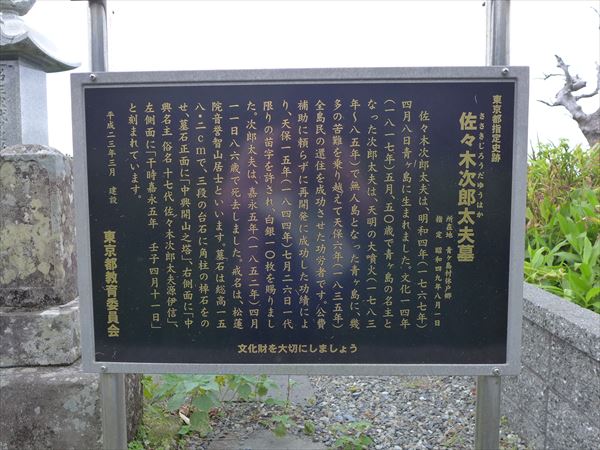 東京都指定史跡
佐々木次郎太夫墓
ささきじろうだゆうはか
所在地 青ヶ島村休戸郷
指定 昭和四九年八月一日
佐々木次郎太夫は、明和四年(一七六七年)
四月八日青ヶ島に生まれました。文化一四年
(一八一七年)五月、五〇歳で青ヶ島の名主と
なった次郎太夫は、天明の大噴火(一七八三
年~八五年)で無人島となった青ヶ島に、幾
多の苦難を乗り越えて天保六年(一八三五)
全島民の還住を成功させた功労者です。公費
補助に頼らずに再開発に成功した功績によ
り、天保一五年(一八四四年)七月二六日一代
限りの苗字を許され、白銀一〇枚を賜りまし
た。次郎太夫は、嘉永五年(一八五二年)四月
一一日八六歳で死去しました。戒名は、松蓮
院音誉智山居士といいます。墓石は総高一五
八・二cmで、三段の台石に角柱の棹石をの
せ、墓石正面に「中興開山之塔」、右側面に「中
興名主 俗名 十七代 佐々木次郎太夫源伊信」、
左側面に「于時嘉永五年 壬子四月十一日」
と刻まれています。
平成二三年三月 建設
東京都教育委員会
文化財を大切にしましょう